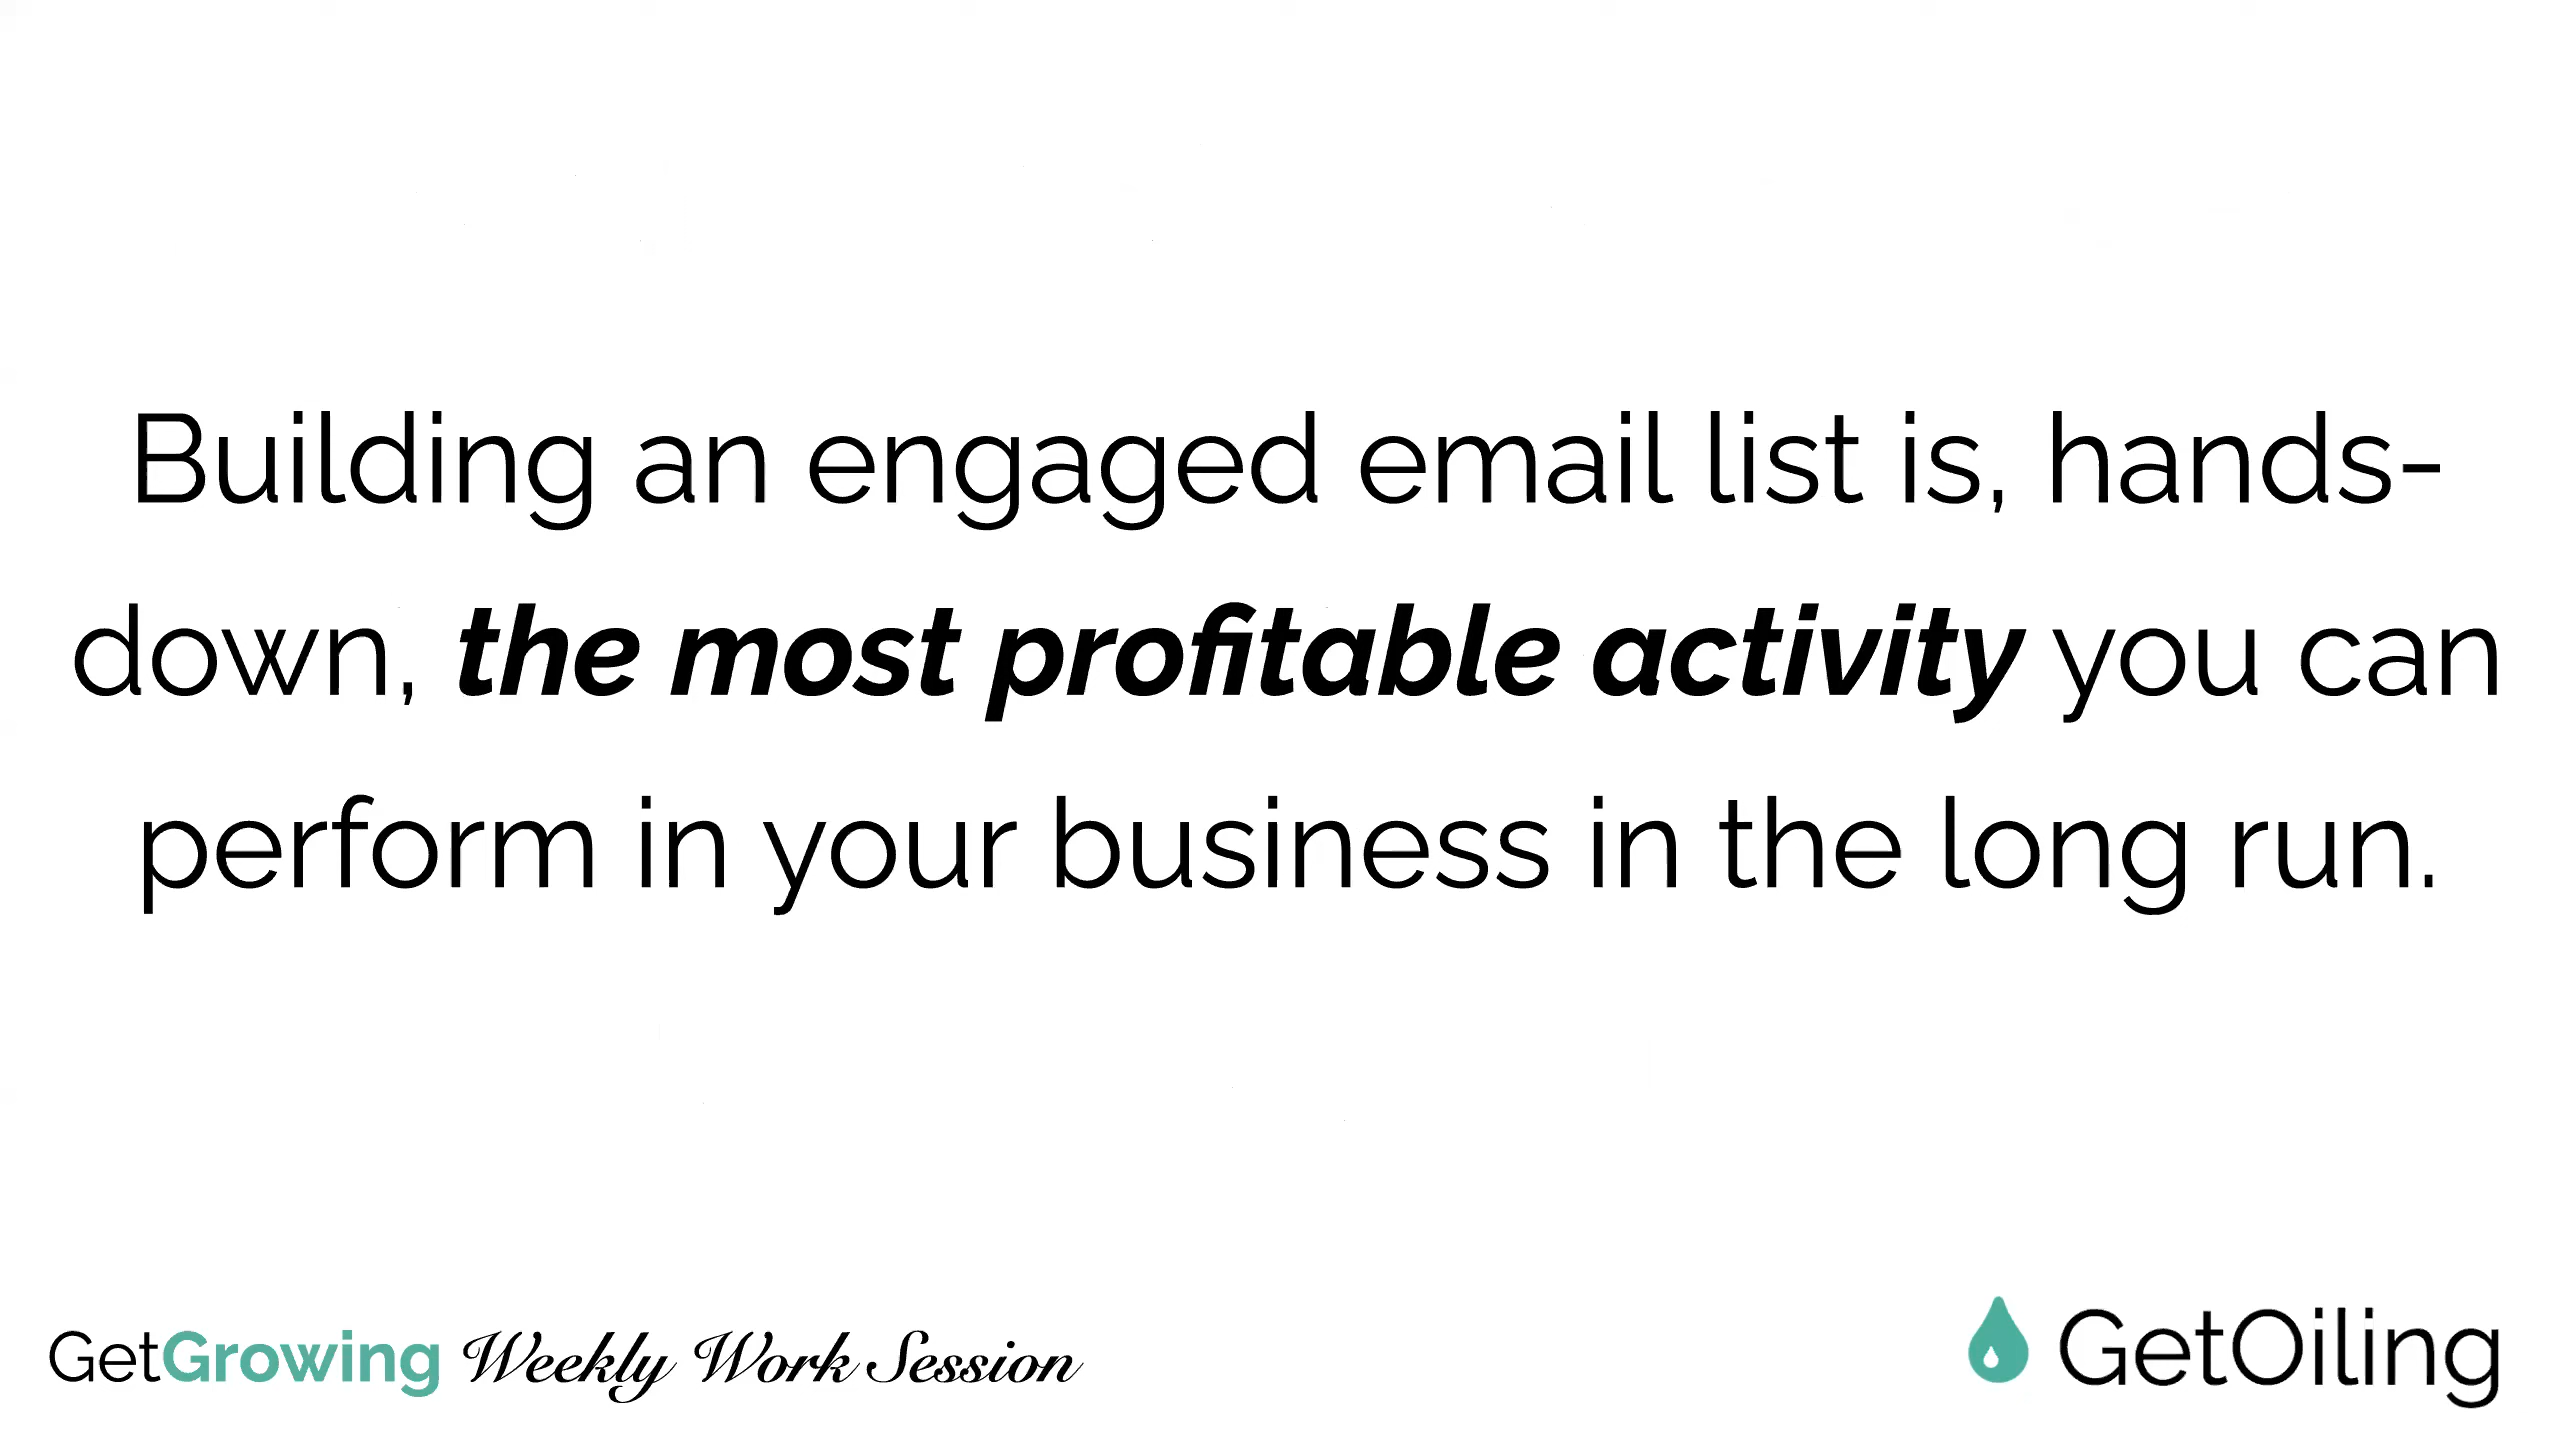 Building an engaged email list is, hands-
down, the most profitable activity you can
perform in your business in the long run.
GetGrowing Weekly Work Session
GetOiling